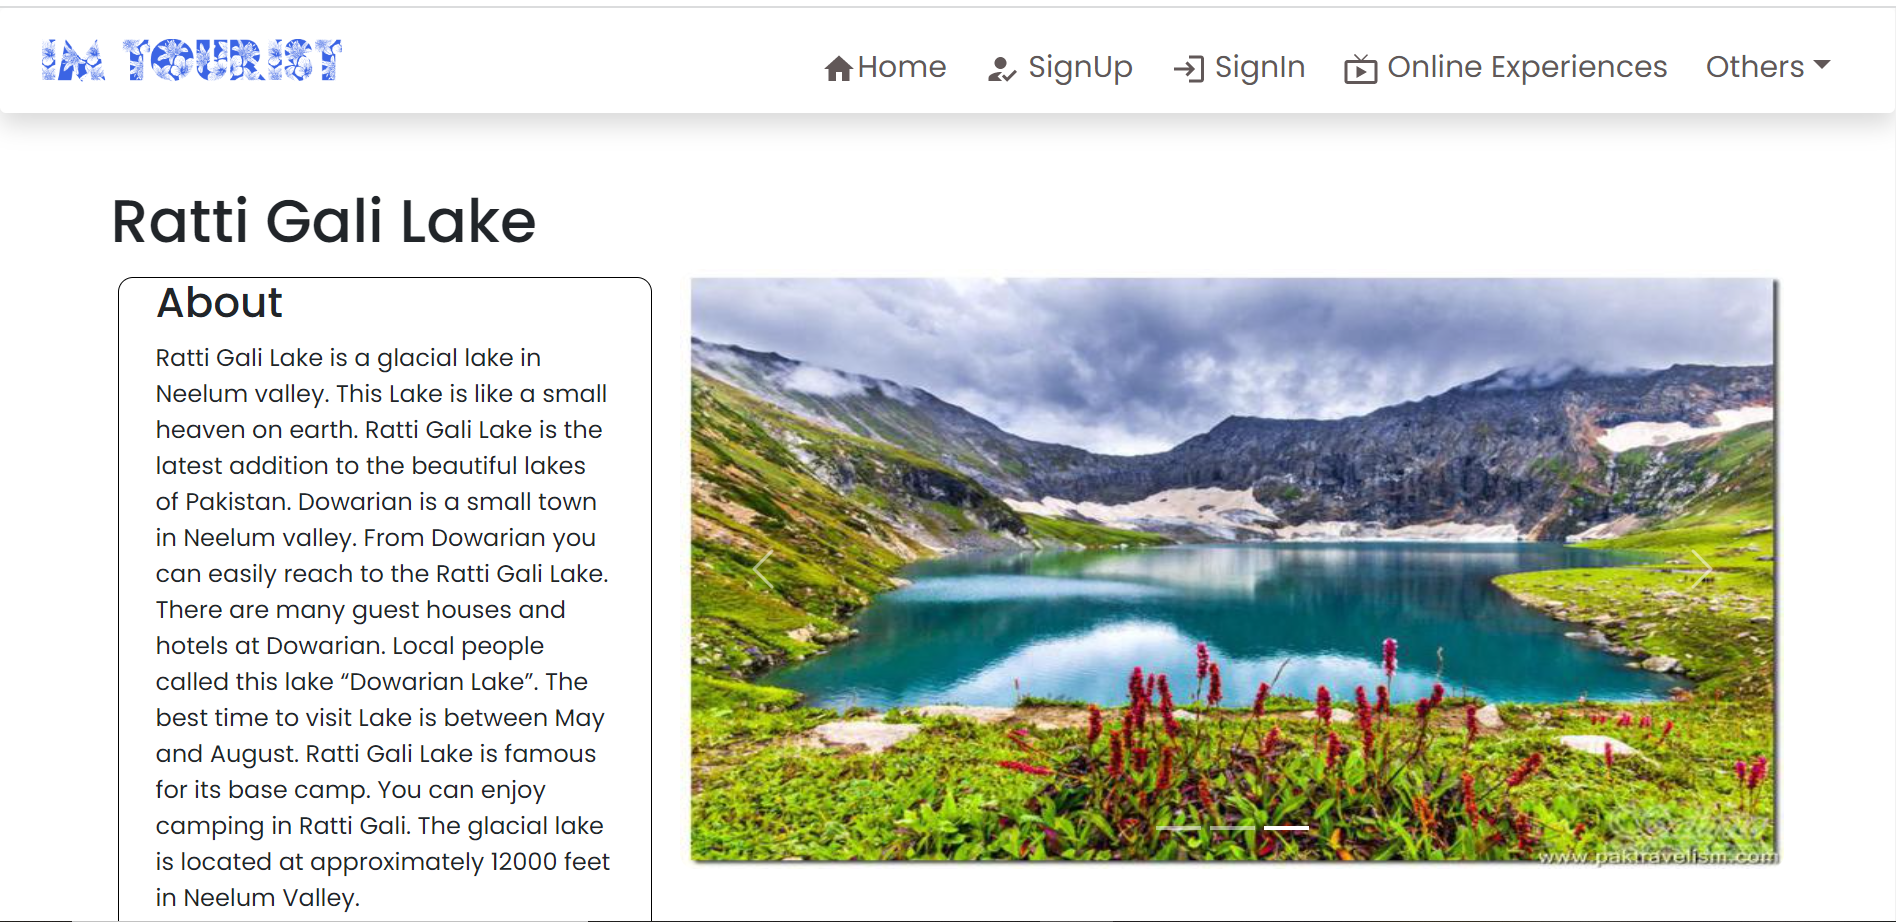 IM TOURIST
Home SignUp SignIn Online Experiences Others
Ratti Gali Lake
About
Ratti Gali Lake is a glacial lake in
Neelum valley. This Lake is like a small
heaven on earth. Ratti Gali Lake is the
latest addition to the beautiful lakes
of Pakistan. Dowarian is a small town
in Neelum valley. From Dowarian you
can easily reach to the Ratti Gali Lake.
There are many guest houses and
hotels at Dowarian. Local people
called this lake “Dowarian Lake”. The
best time to visit Lake is between May
and August. Ratti Gali Lake is famous
for its base camp. You can enjoy
camping in Ratti Gali. The glacial lake
is located at approximately 12000 feet
in Neelum Valley.
www.paktravelism.com